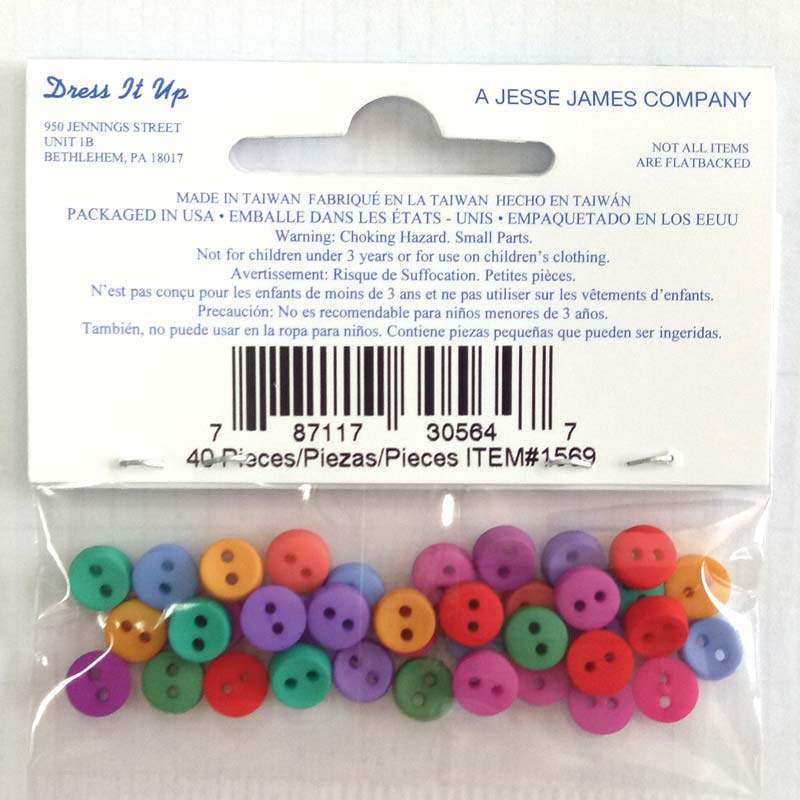 Dress It Up
A JESSE JAMES COMPANY
950 JENNINGS STREET
UNIT 1B
BETHLEHEM, PA 18017
NOT ALL ITEMS
ARE FLATBACKED
MADE IN TAIWAN FABRIQUÉ EN LA TAIWAN HECHO EN TAIWÁN
PACKAGED IN USA • EMBALLE DANS LES ÉTATS - UNIS • EMPAQUETADO EN LOS EEUU
Warning: Choking Hazard. Small Parts.
Not for children under 3 years or for use on children's clothing.
Avertissement: Risque de Suffocation. Petites pièces.
N'est pas conçu pour les enfants de moins de 3 ans et ne pas utiliser sur les vêtements d'enfants.
Precaución: No es recomendable para niños menores de 3 años.
También, no puede usar en la ropa para niños. Contiene piezas pequeñas que pueden ser ingeridas.
7 87117 30564 7
40 Pieces/Piezas/Pieces ITEM#1569